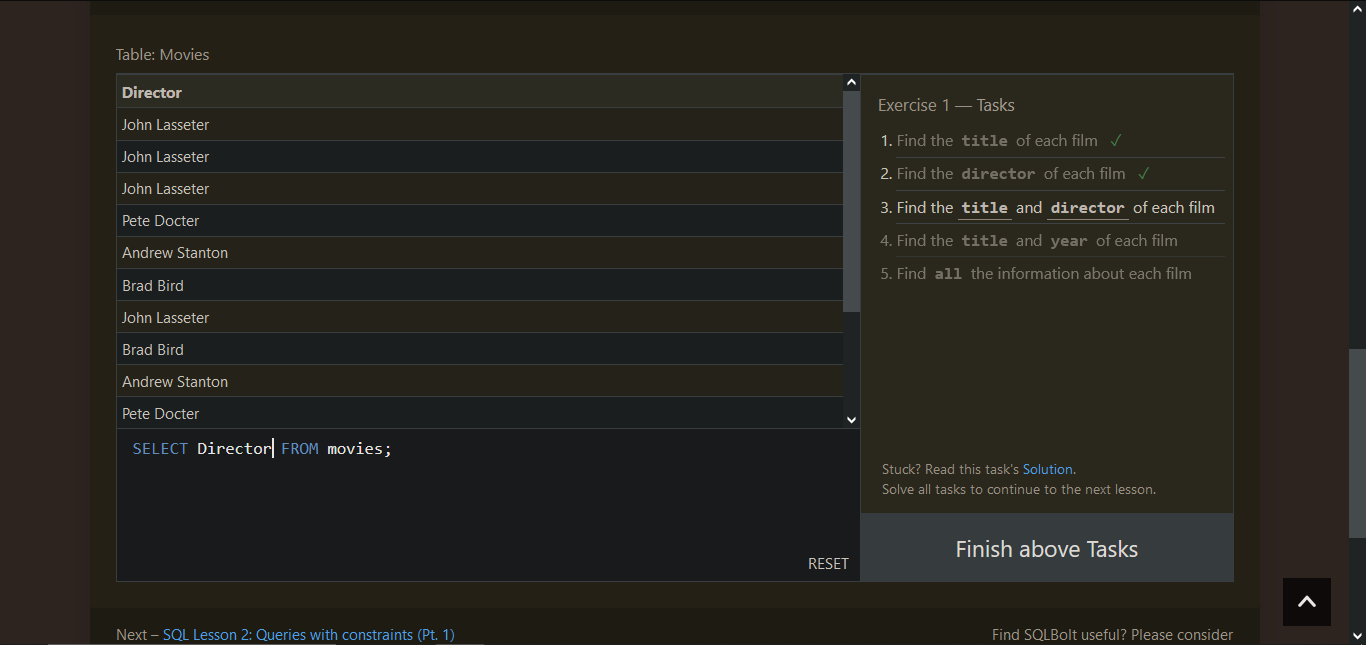 Table: Movies
Director
John Lasseter
John Lasseter
John Lasseter
Pete Docter
Andrew Stanton
Brad Bird
John Lasseter
Brad Bird
Andrew Stanton
Pete Docter
SELECT Director FROM movies;
RESET
Exercise 1 — Tasks
1. Find the title of each film ✓
2. Find the director of each film ✓
3. Find the title and director of each film
4. Find the title and year of each film
5. Find all the information about each film
Stuck? Read this task's Solution.
Solve all tasks to continue to the next lesson.
Finish above Tasks
Next – SQL Lesson 2: Queries with constraints (Pt. 1)
Find SQLBolt useful? Please consider